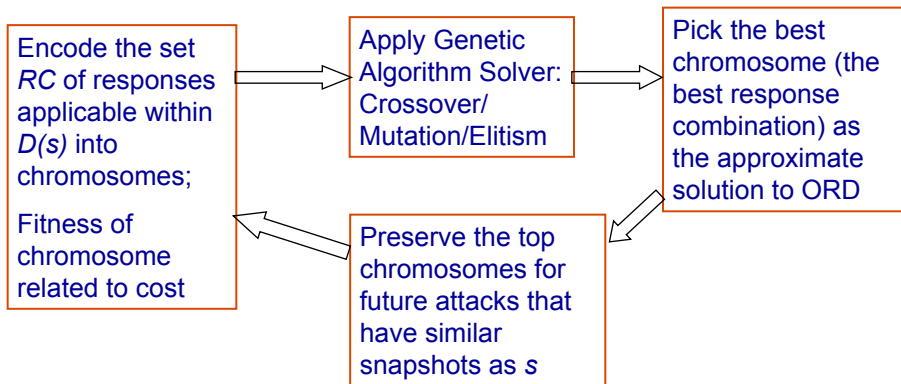 Encode the set
RC of responses
applicable within
D(s) into
chromosomes;
Fitness of
chromosome
related to cost
Apply Genetic
Algorithm Solver:
Crossover/
Mutation/Elitism
Pick the best
chromosome (the
best response
combination) as
the approximate
solution to ORD
Preserve the top
chromosomes for
future attacks that
have similar
snapshots as s